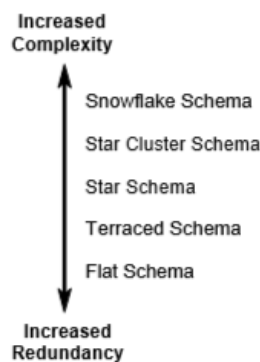 Increased
Complexity
Snowflake Schema
Star Cluster Schema
Star Schema
Terraced Schema
Flat Schema
Increased
Redundancy